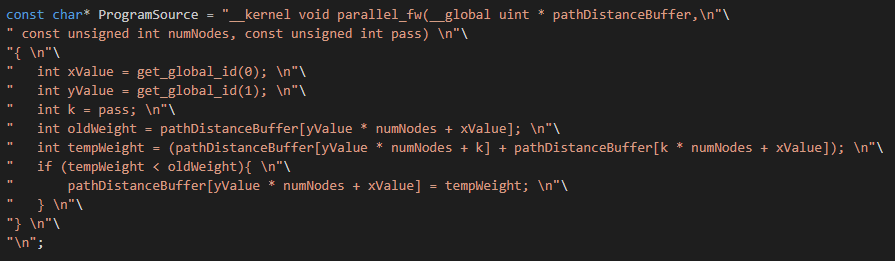 const char* ProgramSource = "__kernel void parallel_fw(__global uint * pathDistanceBuffer,\n"\
" const unsigned int numNodes, const unsigned int pass) \n"\
"{ \n"\
"   int xValue = get_global_id(0); \n"\
"   int yValue = get_global_id(1); \n"\
"   int k = pass; \n"\
"   int oldWeight = pathDistanceBuffer[yValue * numNodes + xValue]; \n"\
"   int tempWeight = (pathDistanceBuffer[yValue * numNodes + k] + pathDistanceBuffer[k * numNodes + xValue]); \n"\
"   if (tempWeight < oldWeight){ \n"\
"       pathDistanceBuffer[yValue * numNodes + xValue] = tempWeight; \n"\
"   } \n"\
"} \n"\
"\n";